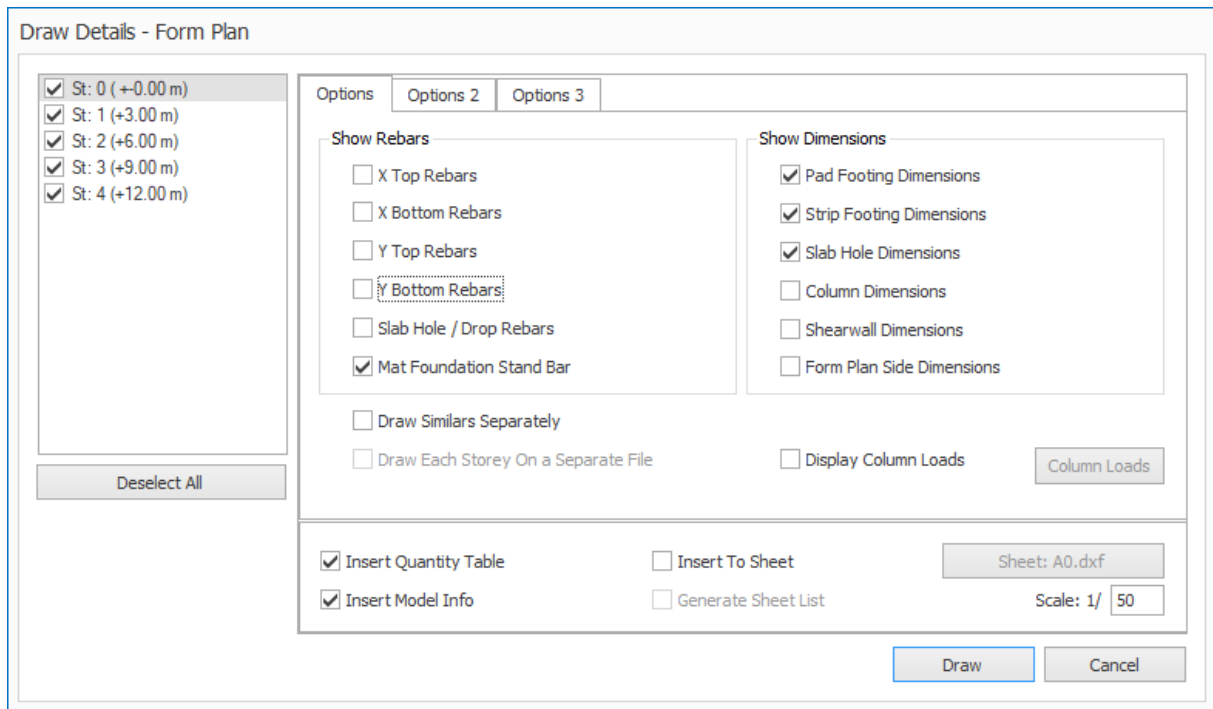 Draw Details - Form Plan
St: 0 ( +-0.00 m)
St: 1 (+3.00 m)
St: 2 (+6.00 m)
St: 3 (+9.00 m)
St: 4 (+12.00 m)
Deselect All
Options Options 2 Options 3
Show Rebars
X Top Rebars
X Bottom Rebars
Y Top Rebars
Y Bottom Rebars
Slab Hole / Drop Rebars
Mat Foundation Stand Bar
Show Dimensions
Pad Footing Dimensions
Strip Footing Dimensions
Slab Hole Dimensions
Column Dimensions
Shearwall Dimensions
Form Plan Side Dimensions
Draw Similars Separately
Draw Each Storey On a Separate File
Display Column Loads Column Loads
Insert Quantity Table Insert To Sheet Sheet: A0.dxf
Insert Model Info Generate Sheet List Scale: 1/ 50
Draw Cancel